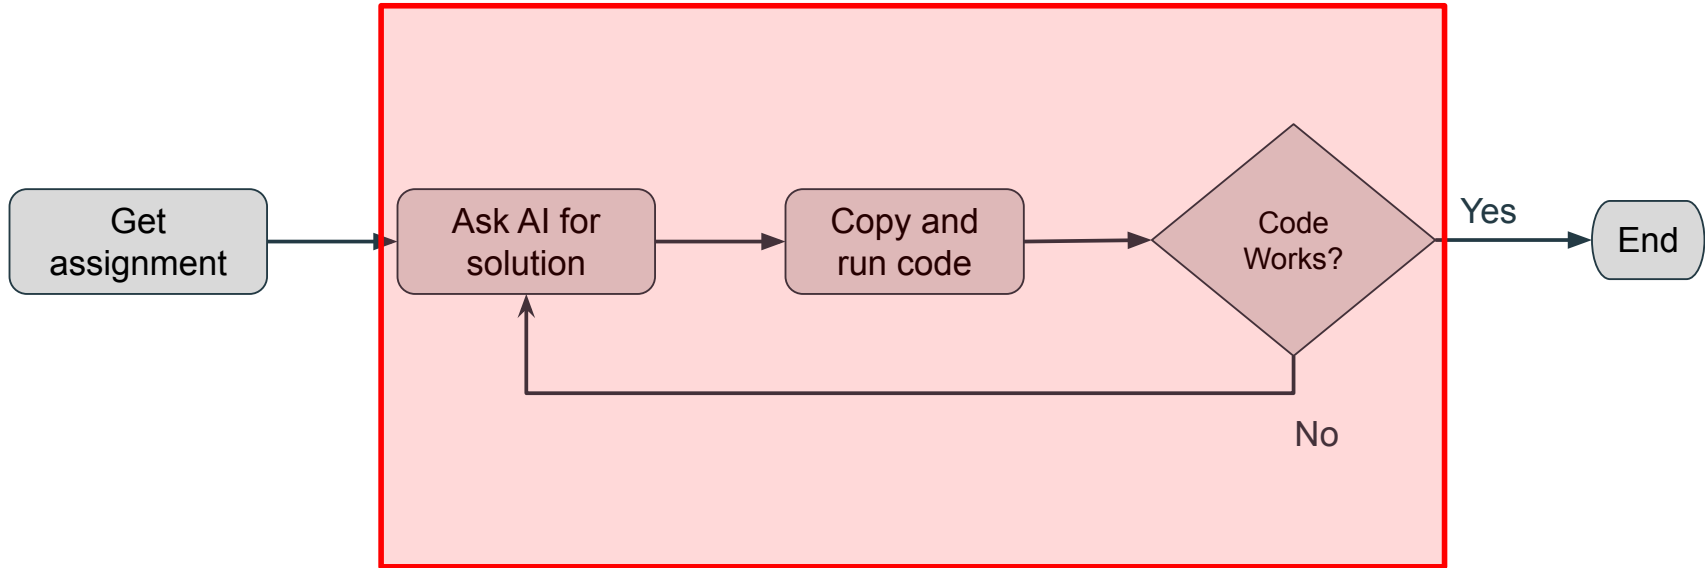 Get
assignment
Ask AI for
solution
Copy and
run code
Code
Works?
Yes
End
No